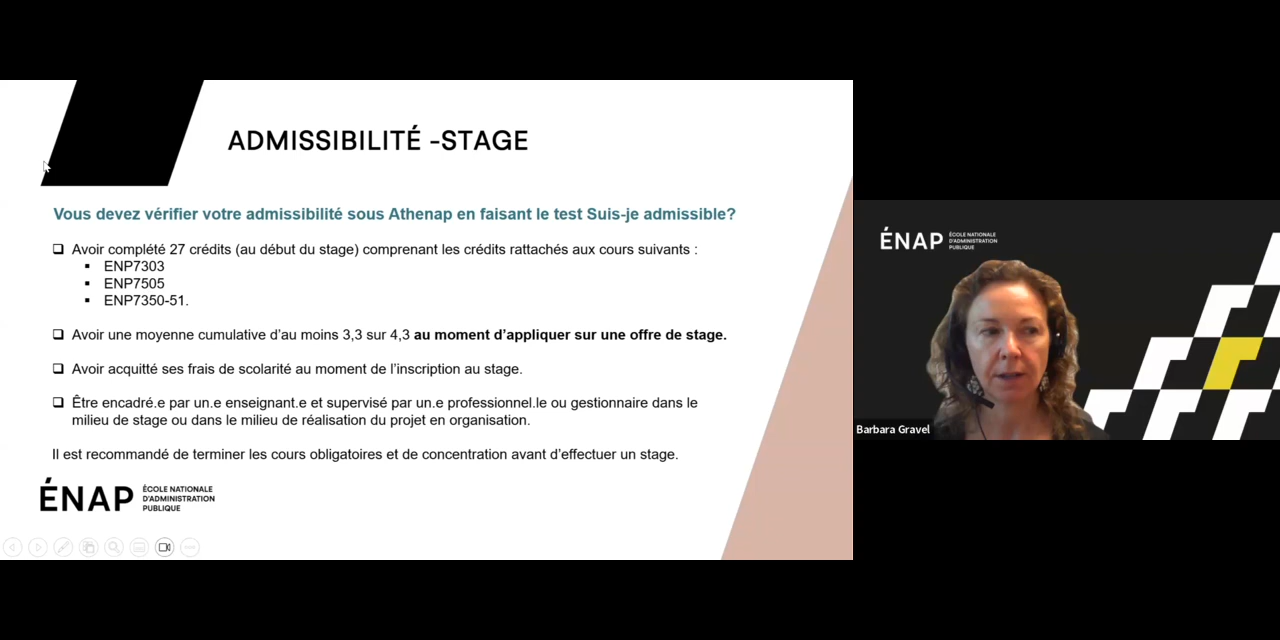 ADMISSIBILITÉ -STAGE
Vous devez vérifier votre admissibilité sous Athenap en faisant le test Suis-je admissible?
❑ Avoir complété 27 crédits (au début du stage) comprenant les crédits rattachés aux cours suivants :
▪ ENP7303
▪ ENP7505
▪ ENP7350-51.
❑ Avoir une moyenne cumulative d’au moins 3,3 sur 4,3 au moment d’appliquer sur une offre de stage.
❑ Avoir acquitté ses frais de scolarité au moment de l’inscription au stage.
❑ Être encadré.e par un.e enseignant.e et supervisé par un.e professionnel.le ou gestionnaire dans le
milieu de stage ou dans le milieu de réalisation du projet en organisation.
Il est recommandé de terminer les cours obligatoires et de concentration avant d’effectuer un stage.
ÉNAP
ÉCOLE NATIONALE
D'ADMINISTRATION
PUBLIQUE
ÉNAP
ÉCOLE NATIONALE
D'ADMINISTRATION
PUBLIQUE
Barbara Gravel